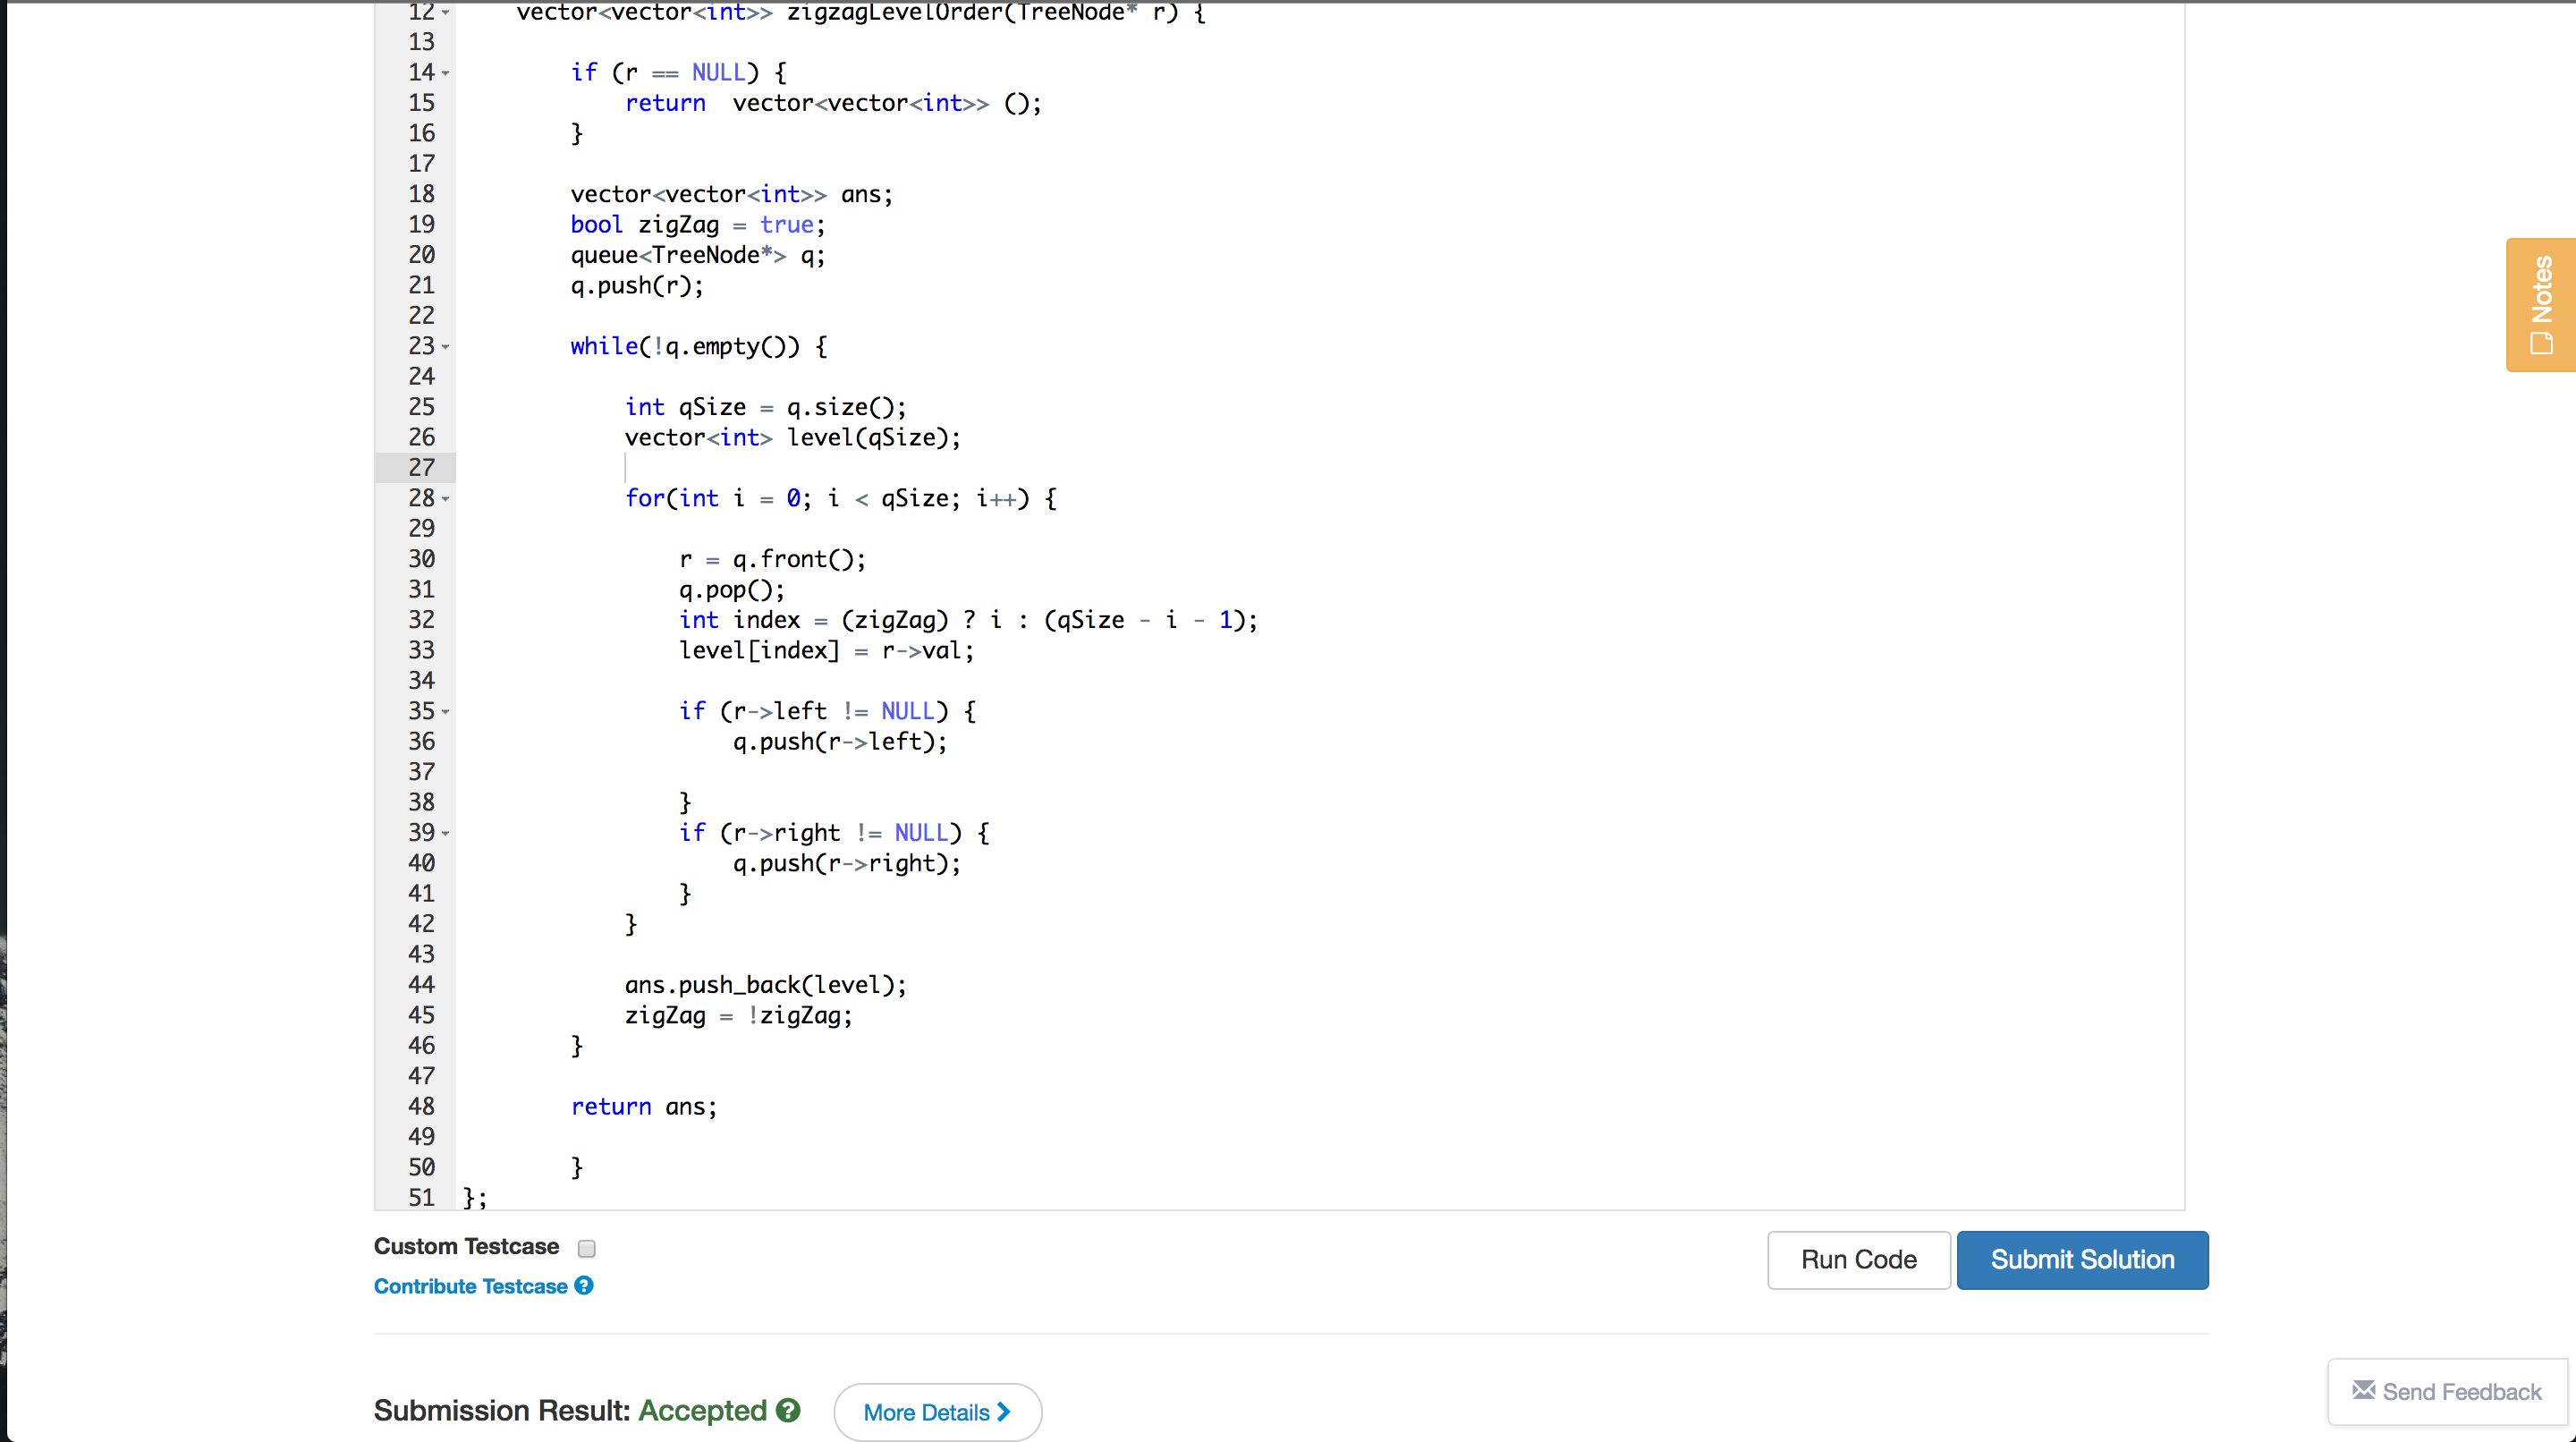 12 vector<vector<int>> zigzagLevelOrder(TreeNode* r) {
13
14 if (r == NULL) {
15 return  vector<vector<int>> ();
16 }
17
18 vector<vector<int>> ans;
19 bool zigZag = true;
20 queue<TreeNode*> q;
21 q.push(r);
22
23 while(!q.empty()) {
24
25 int qSize = q.size();
26 vector<int> level(qSize);
27
28 for(int i = 0; i < qSize; i++) {
29
30 r = q.front();
31 q.pop();
32 int index = (zigZag) ? i : (qSize - i - 1);
33 level[index] = r->val;
34
35 if (r->left != NULL) {
36 q.push(r->left);
37
38 }
39 if (r->right != NULL) {
40 q.push(r->right);
41 }
42 }
43
44 ans.push_back(level);
45 zigZag = !zigZag;
46 }
47
48 return ans;
49
50 }
51 };
Notes
Custom Testcase
Contribute Testcase ?
Run Code
Submit Solution
Submission Result: Accepted ?
More Details
Send Feedback